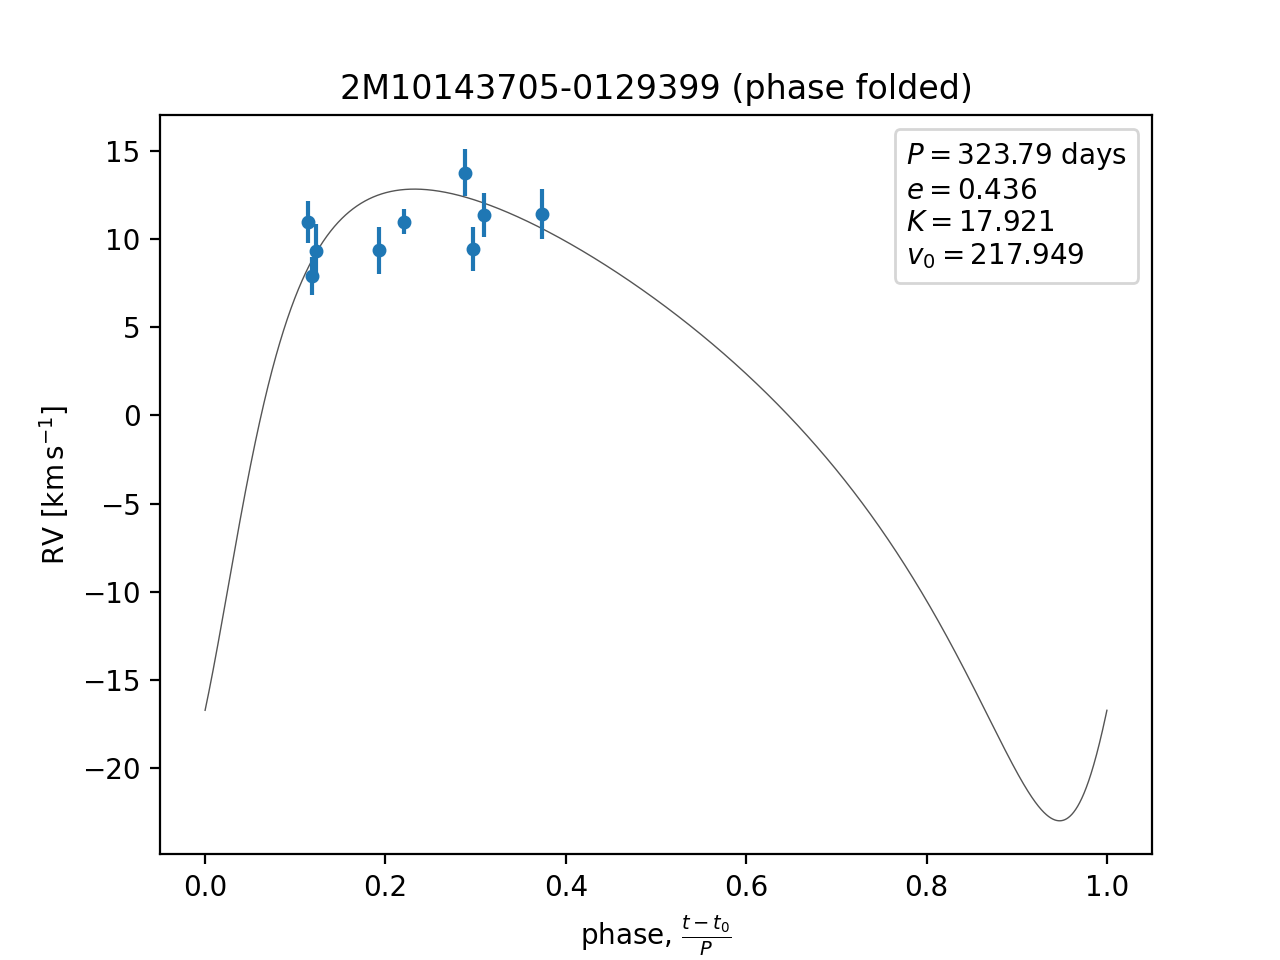 2M10143705-0129399 (phase folded)
P = 323.79 days
e = 0.436
K = 17.921
v₀ = 217.949
15
10
5
0
−5
−10
−15
−20
RV [km s⁻¹]
0.0 0.2 0.4 0.6 0.8 1.0
phase, (t − t₀)/P